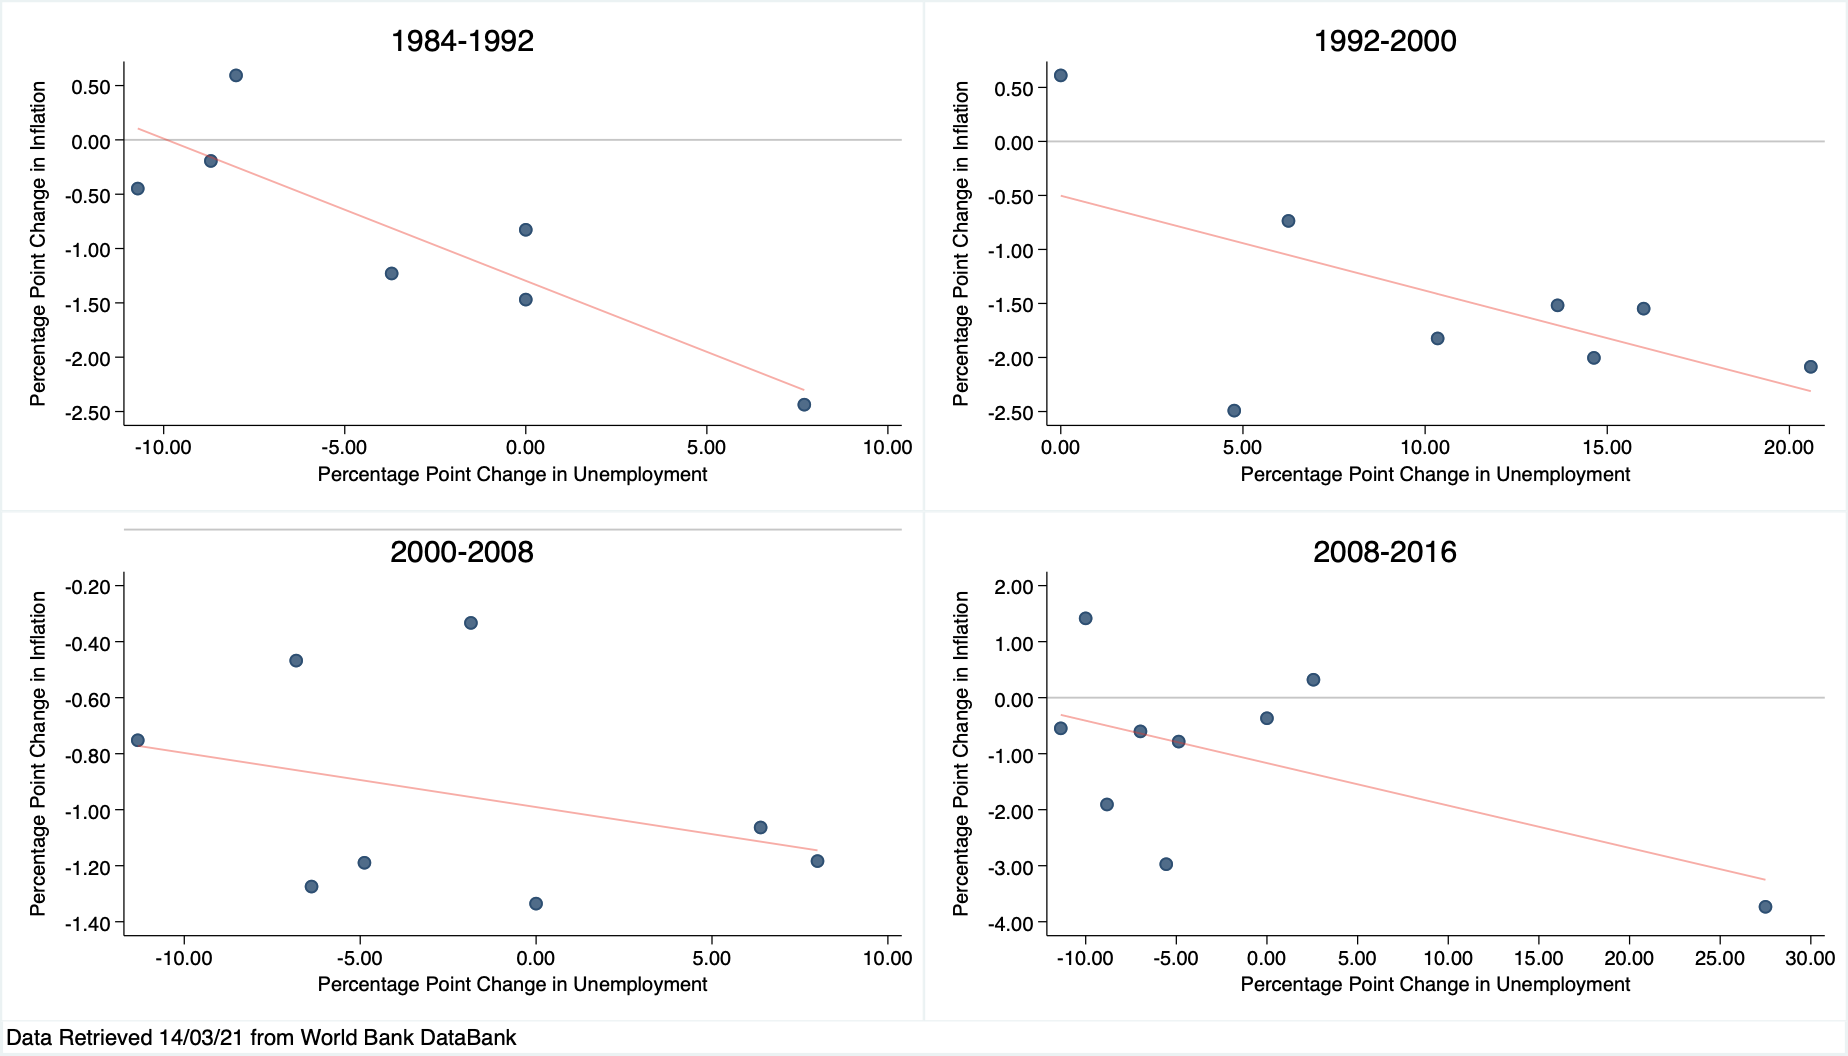 1984-1992
Percentage Point Change in Inflation
0.50
0.00
-0.50
-1.00
-1.50
-2.00
-2.50
-10.00 -5.00 0.00 5.00 10.00
Percentage Point Change in Unemployment
1992-2000
Percentage Point Change in Inflation
0.50
0.00
-0.50
-1.00
-1.50
-2.00
-2.50
0.00 5.00 10.00 15.00 20.00
Percentage Point Change in Unemployment
2000-2008
Percentage Point Change in Inflation
-0.20
-0.40
-0.60
-0.80
-1.00
-1.20
-1.40
-10.00 -5.00 0.00 5.00 10.00
Percentage Point Change in Unemployment
2008-2016
Percentage Point Change in Inflation
2.00
1.00
0.00
-1.00
-2.00
-3.00
-4.00
-10.00 -5.00 0.00 5.00 10.00 15.00 20.00 25.00 30.00
Percentage Point Change in Unemployment
Data Retrieved 14/03/21 from World Bank DataBank